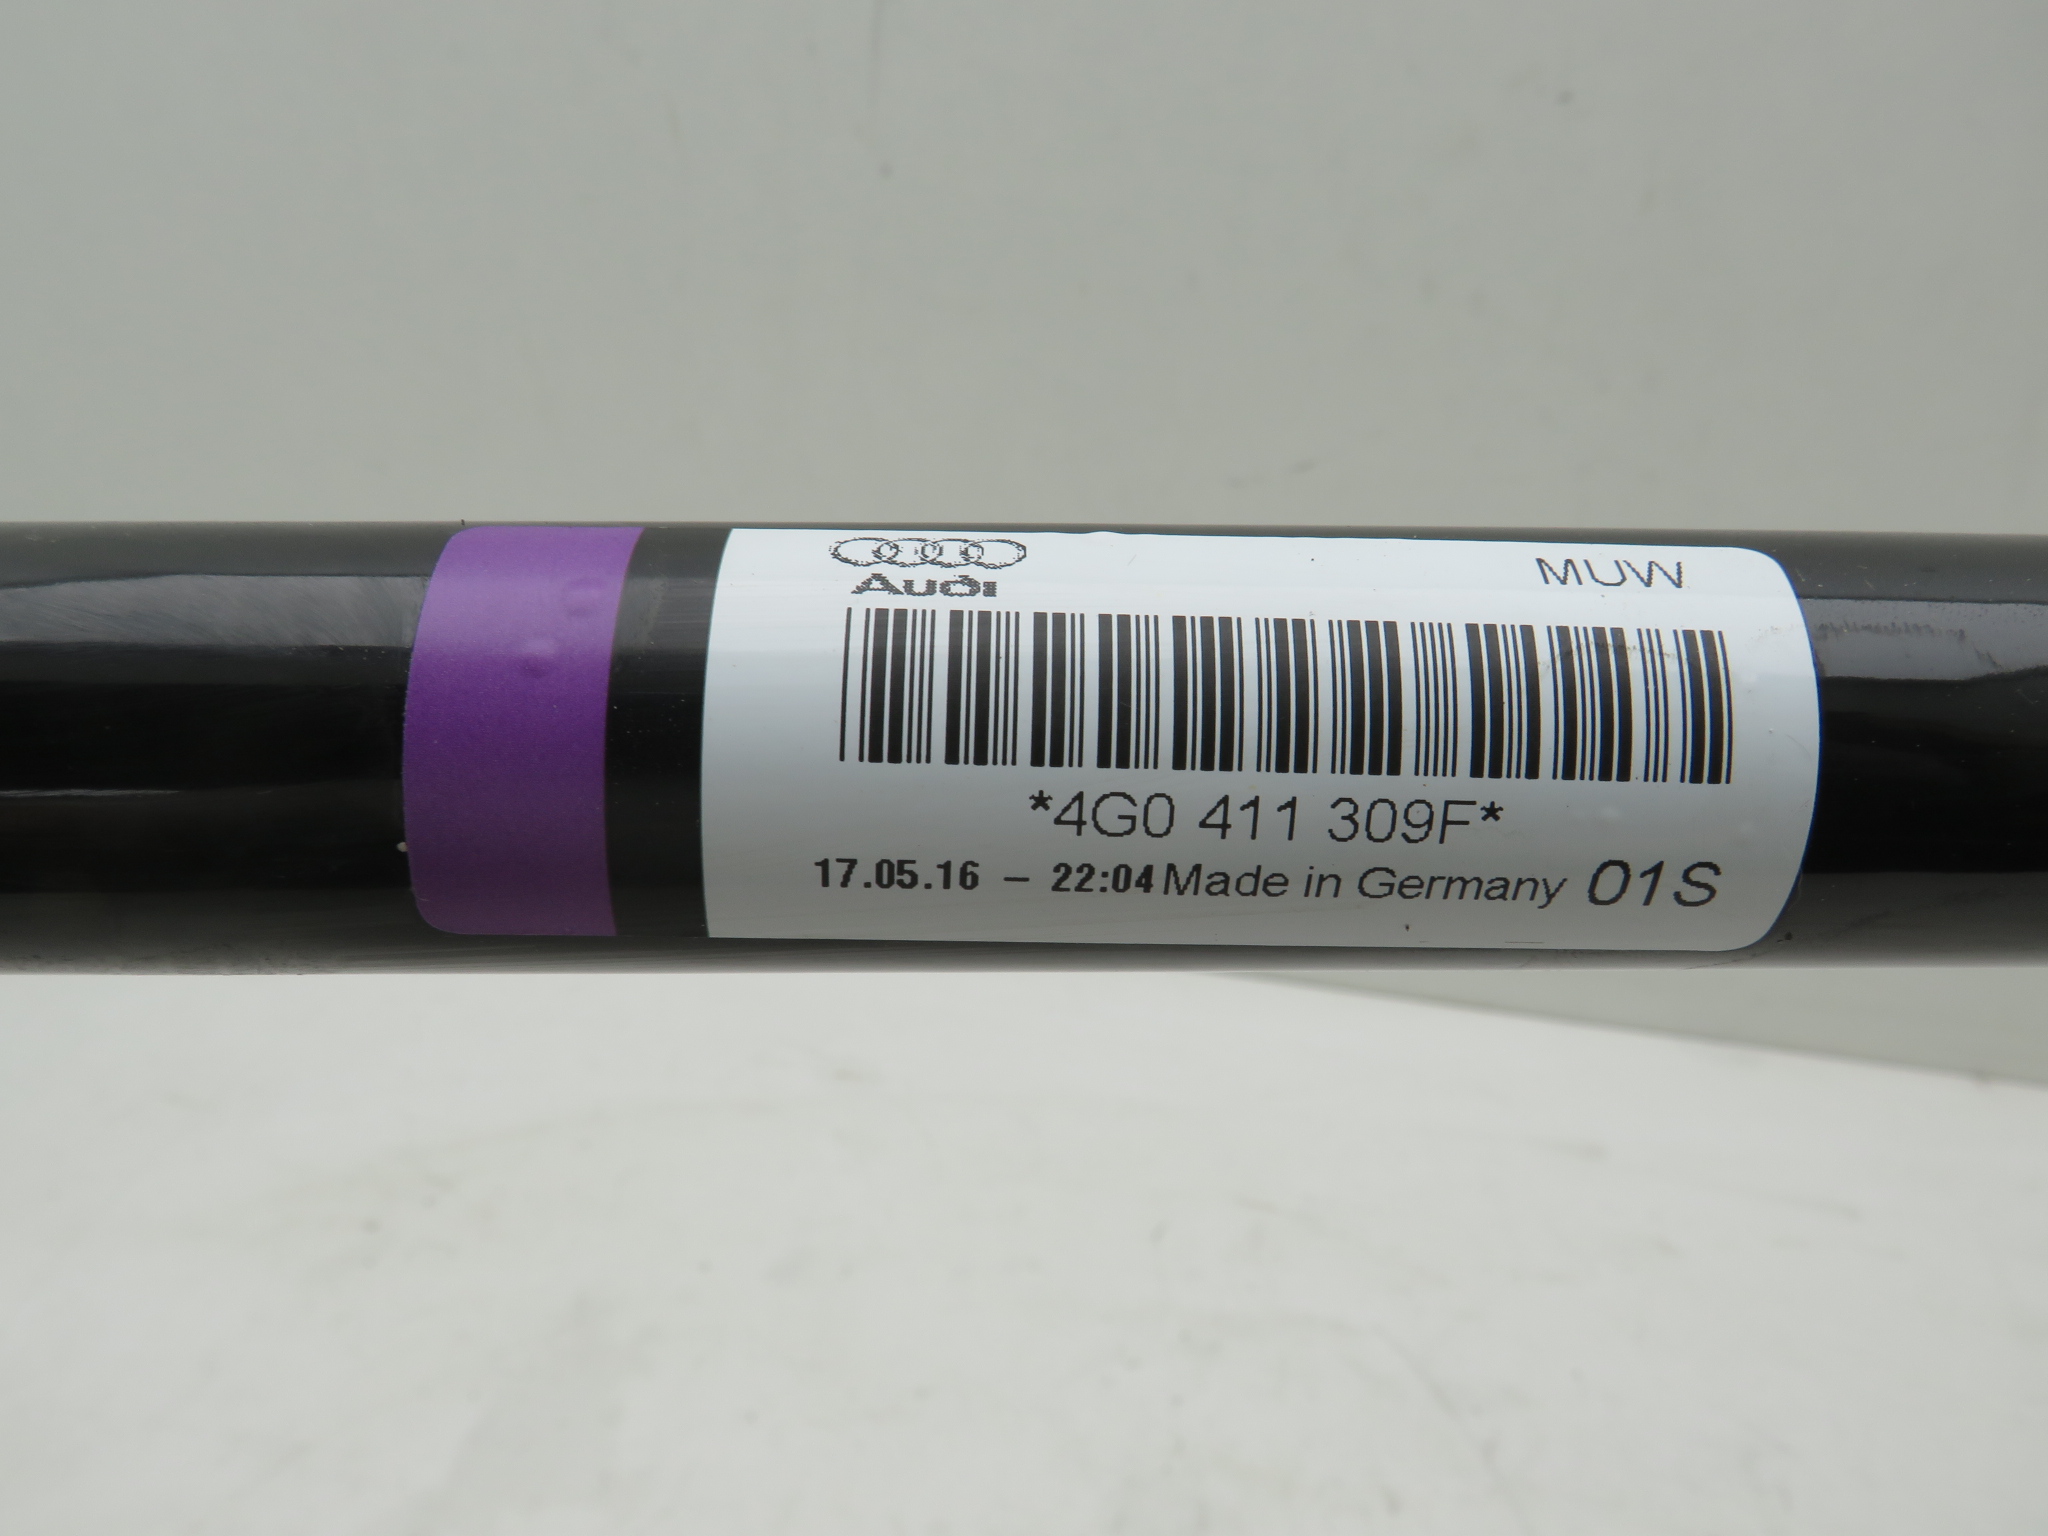 Audi
MUW
*4G0 411 309F*
17.05.16 – 22:04 Made in Germany 01S